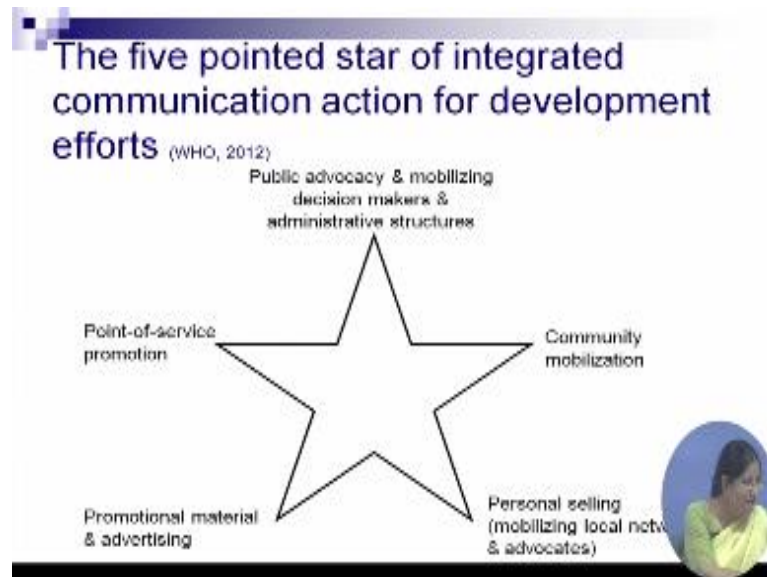 The five pointed star of integrated
communication action for development
efforts (WHO, 2012)
Public advocacy & mobilizing
decision makers &
administrative structures
Point-of-service
promotion
Community
mobilization
Promotional material
& advertising
Personal selling
(mobilizing local
& advocates)